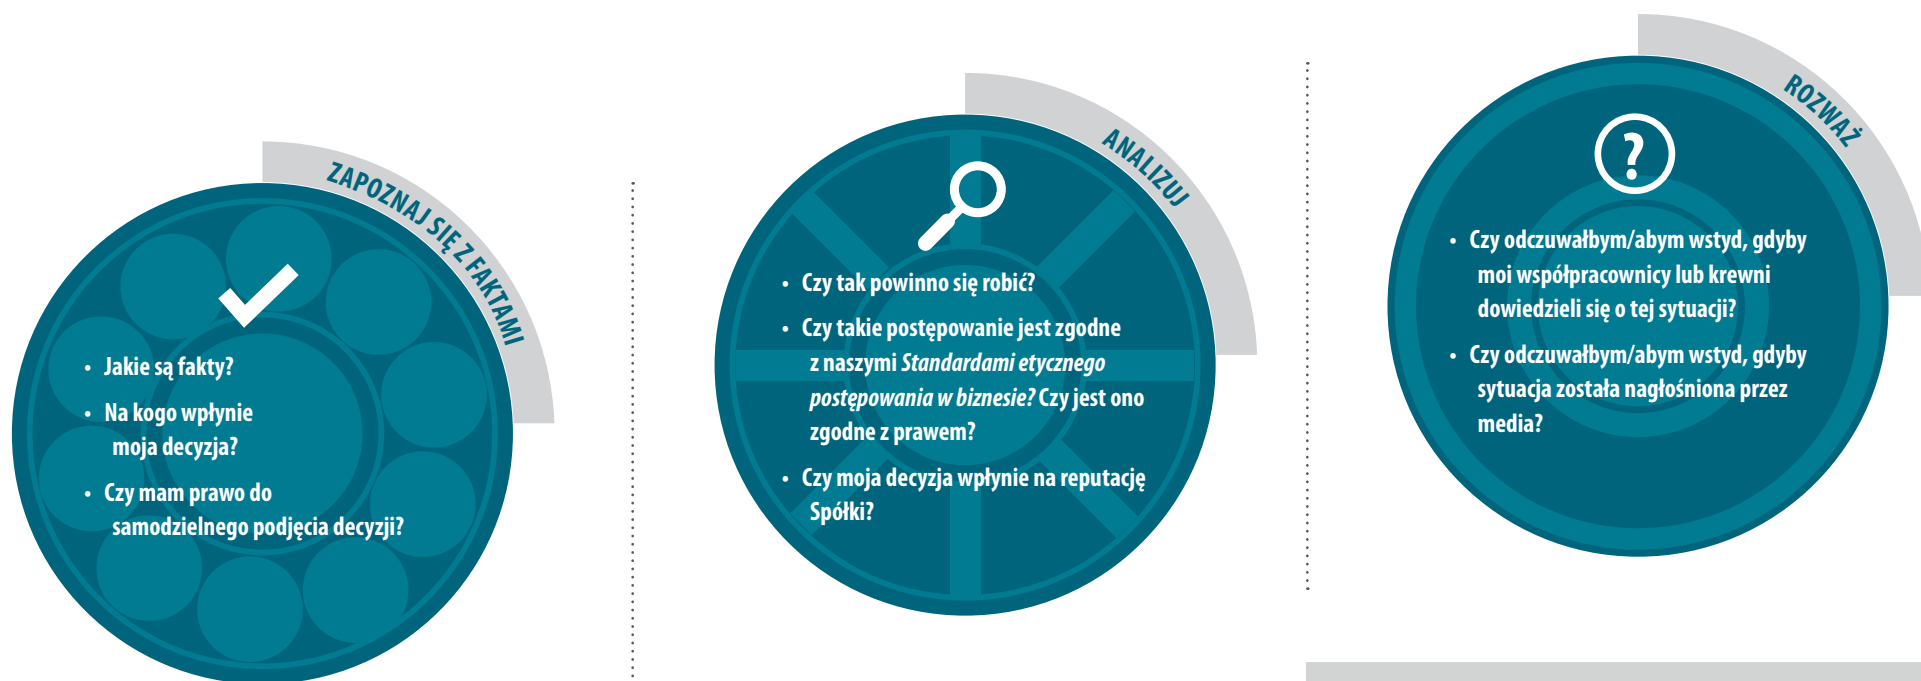 ZAPOZNAJ SIĘ Z FAKTAMI
• Jakie są fakty?
• Na kogo wpłynie
moja decyzja?
• Czy mam prawo do
samodzielnego podjęcia decyzji?
ANALIZUJ
• Czy tak powinno się robić?
• Czy takie postępowanie jest zgodne
z naszymi Standardami etycznego
postępowania w biznesie? Czy jest ono
zgodne z prawem?
• Czy moja decyzja wpłynie na reputację
Spółki?
ROZWAŻ
?
• Czy odczuwałbym/abym wstyd, gdyby
moi współpracownicy lub krewni
dowiedzieli się o tej sytuacji?
• Czy odczuwałbym/abym wstyd, gdyby
sytuacja została nagłośniona przez
media?